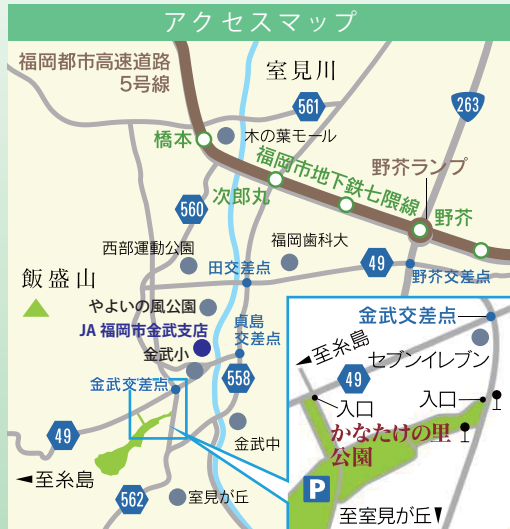 アクセスマップ
福岡都市高速道路
5号線
室見川
561
263
橋本
木の葉モール
福岡市地下鉄七隈線
野芥ランプ
次郎丸
560
野芥
西部運動公園
福岡歯科大
49
田交差点
野芥交差点
飯盛山
やよいの風公園
JA 福岡市金武支店
貞島
交差点
金武小
金武交差点
558
49
金武中
至糸島
562
室見が丘
金武交差点
至糸島
セブンイレブン
49
入口
入口
かなたけの里
公園
P
至室見が丘